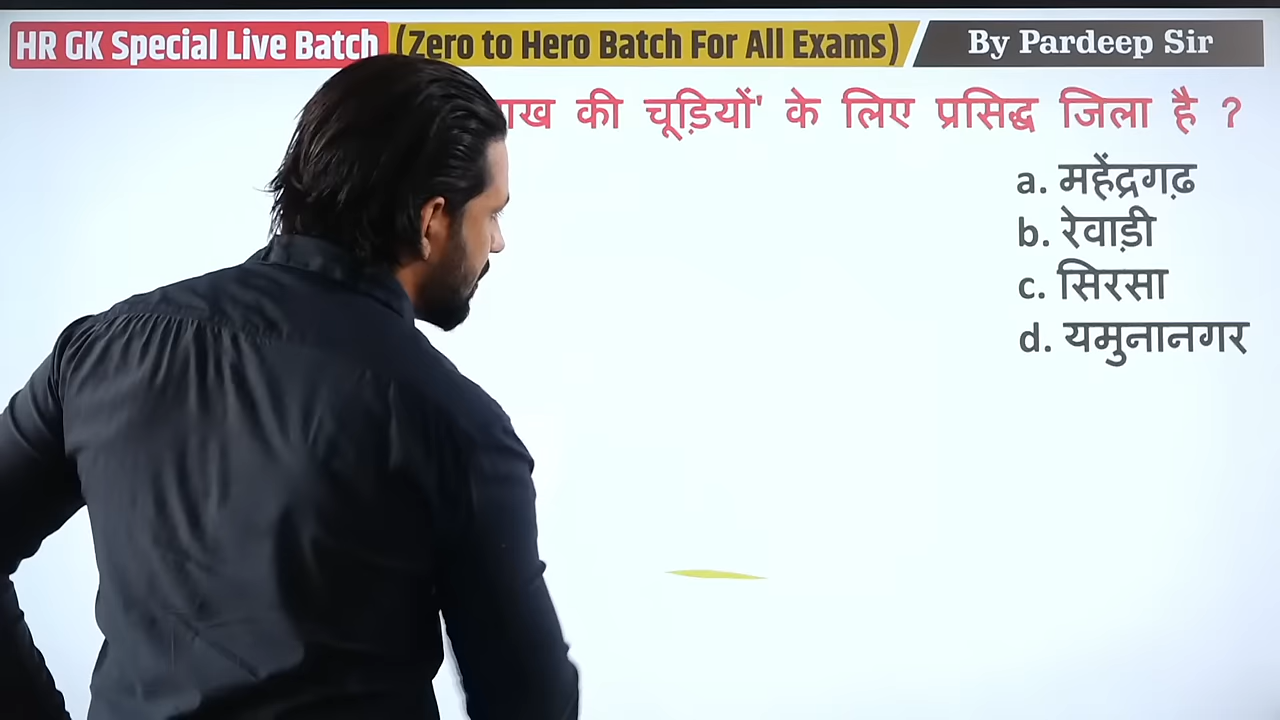 HR GK Special Live Batch (Zero to Hero Batch For All Exams) By Pardeep Sir
की चूड़ियों' के लिए प्रसिद्ध जिला है ?
a. महेंद्रगढ़
b. रेवाड़ी
c. सिरसा
d. यमुनानगर